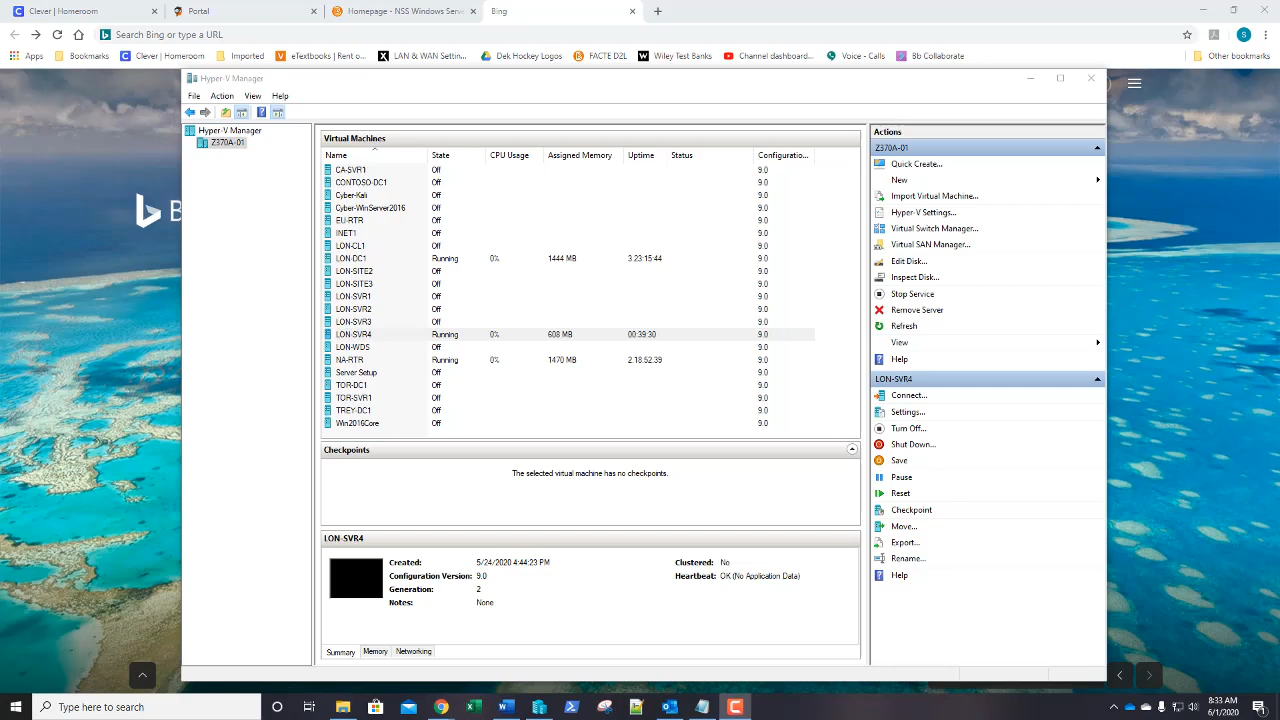 Clever | Homeroom
Portal
Homepage - NSS Windows Serv
Bing
Search Bing or type a URL
S
Apps
Bookmarks
Clever | Homeroom
Imported
eTextbooks | Rent o...
LAN & WAN Settin...
Dek Hockey Logos
FACTE D2L
Wiley Test Banks
Channel dashboard...
Voice - Calls
Bb Collaborate
Other bookmarks
Hyper-V Manager
File Action View Help
Hyper-V Manager
Z370A-01
Virtual Machines
Name State CPU Usage Assigned Memory Uptime Status Configuratio...
CA-SVR1 Off 9.0
CONTOSO-DC1 Off 9.0
Cyber-Kali Off 9.0
Cyber-WinServer2016 Off 9.0
EU-RTR Off 9.0
INET1 Off 9.0
LON-CL1 Off 9.0
LON-DC1 Running 0% 1444 MB 3.23:15:44 9.0
LON-SITE2 Off 9.0
LON-SITE3 Off 9.0
LON-SVR1 Off 9.0
LON-SVR2 Off 9.0
LON-SVR3 Off 9.0
LON-SVR4 Running 0% 608 MB 00:39:30 9.0
LON-WDS Off 9.0
NA-RTR Running 0% 1470 MB 2.18:52:39 9.0
Server Setup Off 9.0
TOR-DC1 Off 9.0
TOR-SVR1 Off 9.0
TREY-DC1 Off 9.0
Win2016Core Off 9.0
Checkpoints
The selected virtual machine has no checkpoints.
LON-SVR4
Created: 5/24/2020 4:44:23 PM Clustered: No
Configuration Version: 9.0 Heartbeat: OK (No Application Data)
Generation: 2
Notes: None
Summary Memory Networking
Actions
Z370A-01
Quick Create...
New
Import Virtual Machine...
Hyper-V Settings...
Virtual Switch Manager...
Virtual SAN Manager...
Edit Disk...
Inspect Disk...
Stop Service
Remove Server
Refresh
View
Help
LON-SVR4
Connect...
Settings...
Turn Off...
Shut Down...
Save
Pause
Reset
Checkpoint
Move...
Export...
Rename...
Help
Type here to search
8:33 AM
6/1/2020